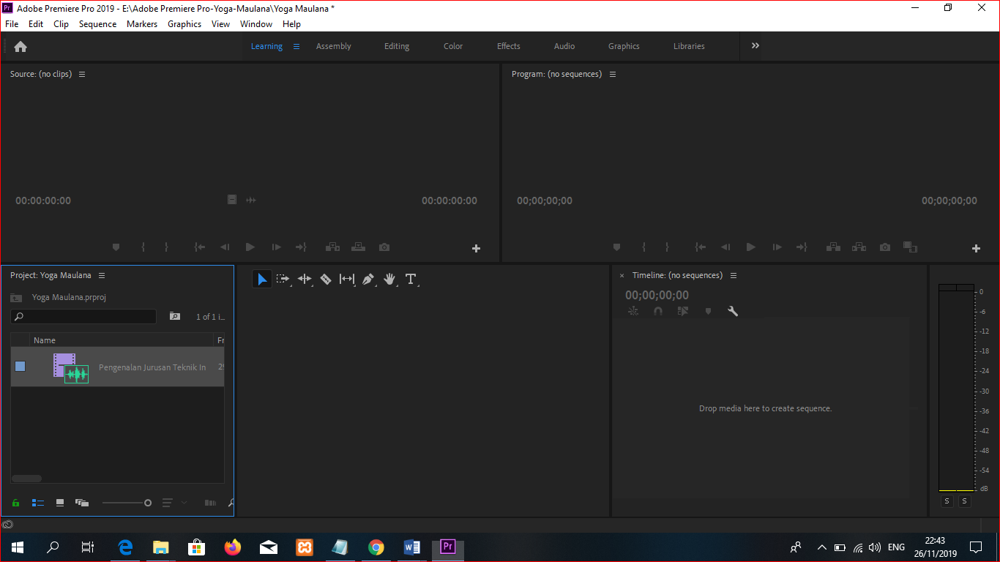 Pr Adobe Premiere Pro 2019 - E:\Adobe Premiere Pro-Yoga-Maulana\Yoga Maulana *
File Edit Clip Sequence Markers Graphics View Window Help
Learning Assembly Editing Color Effects Audio Graphics Libraries
Source: (no clips)
Program: (no sequences)
00:00:00:00 00:00:00:00
00;00;00;00 00;00;00;00
Project: Yoga Maulana
Yoga Maulana.prproj
1 of 1 i...
Name Fr
Pengenalan Jurusan Teknik In 29
Timeline: (no sequences)
00;00;00;00
Drop media here to create sequence.
0
-6
-12
-18
-24
-30
-36
-42
-48
-54
dB
S S
Pr
ENG
22:43
26/11/2019